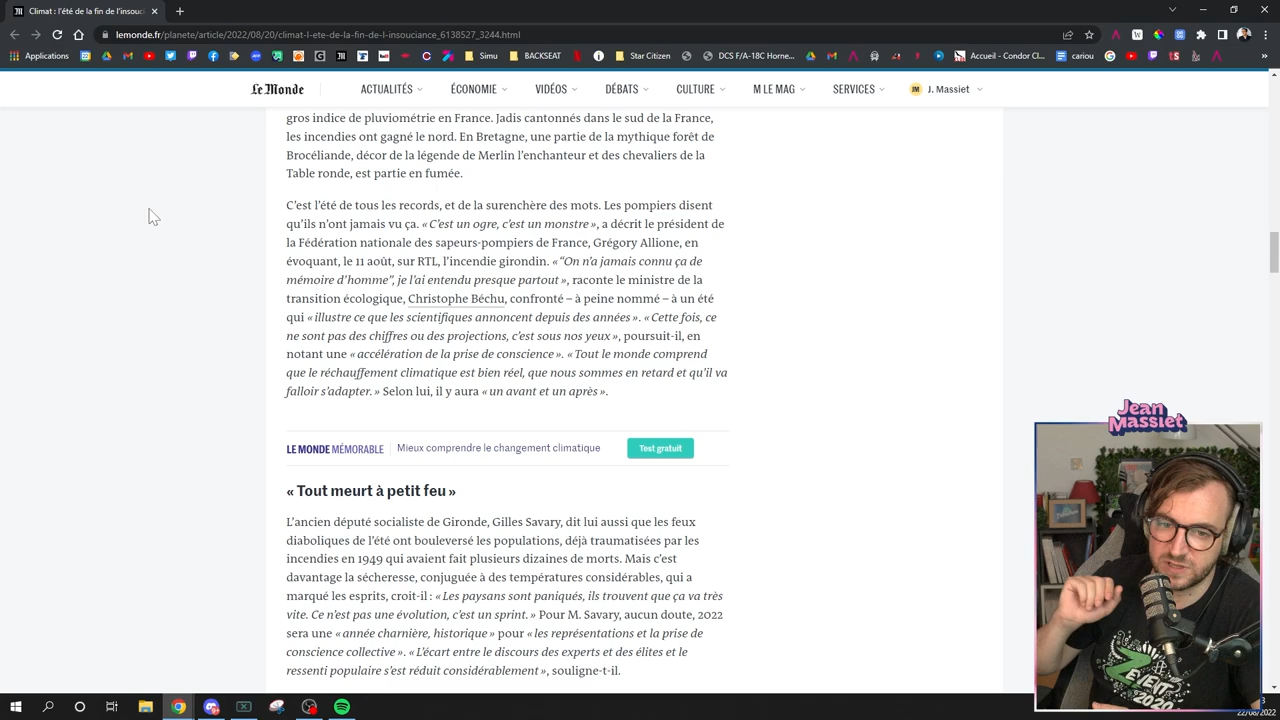 Climat : l'été de la fin de l'insouc
lemonde.fr/planete/article/2022/08/20/climat-l-ete-de-la-fin-de-l-insouciance_6138527_3244.html
Applications
Simu
BACKSEAT
Star Citizen
DCS F/A-18C Horne...
Accueil - Condor Cl...
cariou
Le Monde
ACTUALITÉS
ÉCONOMIE
VIDÉOS
DÉBATS
CULTURE
M LE MAG
SERVICES
JM
J. Massiet
gros indice de pluviométrie en France. Jadis cantonnés dans le sud de la France,
les incendies ont gagné le nord. En Bretagne, une partie de la mythique forêt de
Brocéliande, décor de la légende de Merlin l'enchanteur et des chevaliers de la
Table ronde, est partie en fumée.
C'est l'été de tous les records, et de la surenchère des mots. Les pompiers disent
qu'ils n'ont jamais vu ça. « C'est un ogre, c'est un monstre », a décrit le président de
la Fédération nationale des sapeurs-pompiers de France, Grégory Allione, en
évoquant, le 11 août, sur RTL, l'incendie girondin. « "On n'a jamais connu ça de
mémoire d'homme", je l'ai entendu presque partout », raconte le ministre de la
transition écologique, Christophe Béchu, confronté – à peine nommé – à un été
qui « illustre ce que les scientifiques annoncent depuis des années ». « Cette fois, ce
ne sont pas des chiffres ou des projections, c'est sous nos yeux », poursuit-il, en
notant une « accélération de la prise de conscience ». « Tout le monde comprend
que le réchauffement climatique est bien réel, que nous sommes en retard et qu'il va
falloir s'adapter. » Selon lui, il y aura « un avant et un après ».
LE MONDE MÉMORABLE
Mieux comprendre le changement climatique
Test gratuit
« Tout meurt à petit feu »
L'ancien député socialiste de Gironde, Gilles Savary, dit lui aussi que les feux
diaboliques de l'été ont bouleversé les populations, déjà traumatisées par les
incendies en 1949 qui avaient fait plusieurs dizaines de morts. Mais c'est
davantage la sécheresse, conjuguée à des températures considérables, qui a
marqué les esprits, croit-il : « Les paysans sont paniqués, ils trouvent que ça va très
vite. Ce n'est pas une évolution, c'est un sprint. » Pour M. Savary, aucun doute, 2022
sera une « année charnière, historique » pour « les représentations et la prise de
conscience collective ». « L'écart entre le discours des experts et des élites et le
ressenti populaire s'est réduit considérablement », souligne-t-il.
Jean
Massiet
ZEVENT
2020
22/08/2022